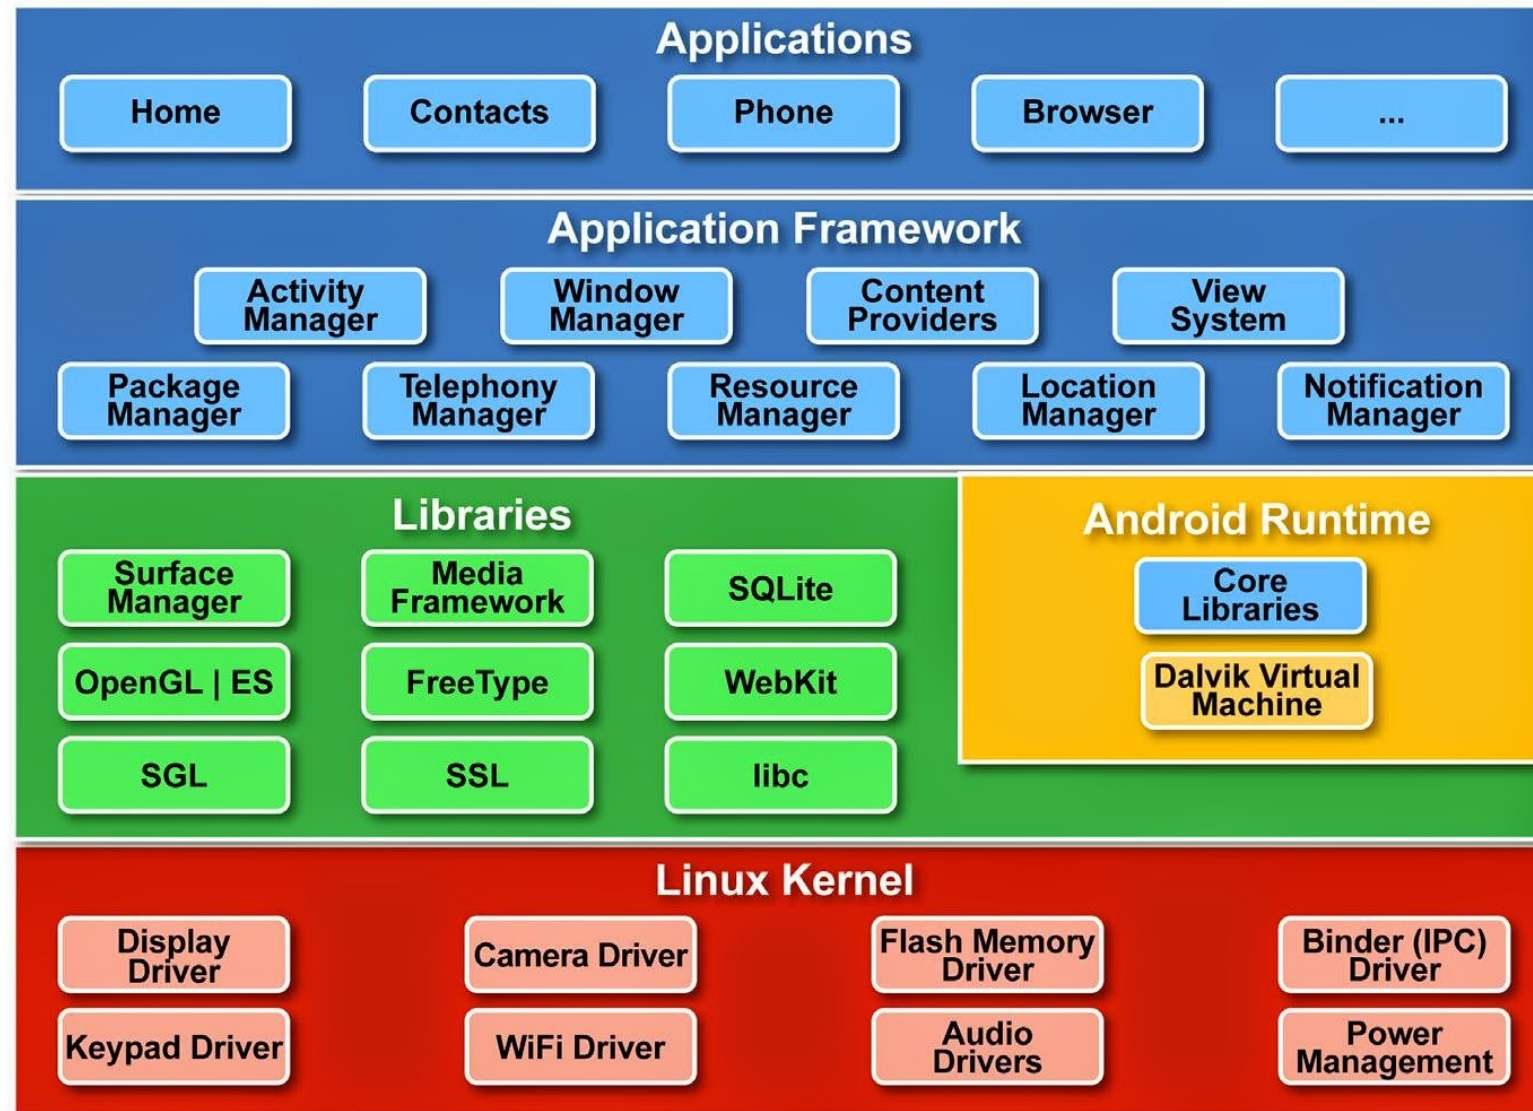 Applications
Home
Contacts
Phone
Browser
...
Application Framework
Activity
Manager
Window
Manager
Content
Providers
View
System
Package
Manager
Telephony
Manager
Resource
Manager
Location
Manager
Notification
Manager
Libraries
Surface
Manager
Media
Framework
SQLite
OpenGL | ES
FreeType
WebKit
SGL
SSL
libc
Android Runtime
Core
Libraries
Dalvik Virtual
Machine
Linux Kernel
Display
Driver
Camera Driver
Flash Memory
Driver
Binder (IPC)
Driver
Keypad Driver
WiFi Driver
Audio
Drivers
Power
Management